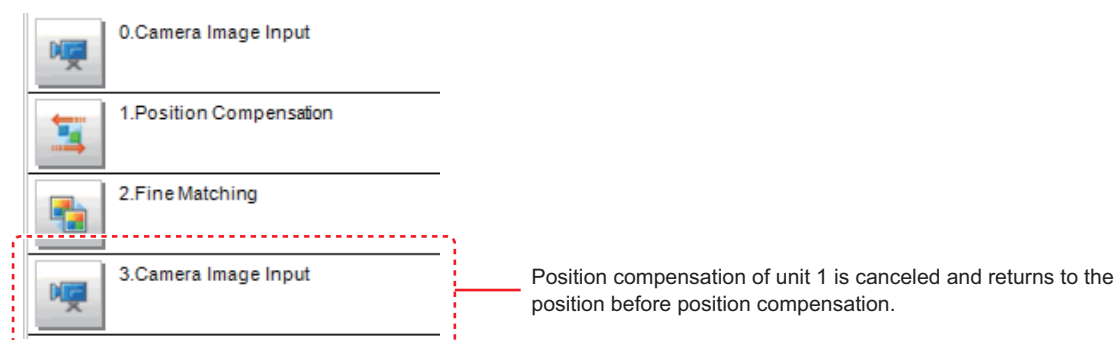 0.Camera Image Input
1.Position Compensation
2.Fine Matching
3.Camera Image Input
Position compensation of unit 1 is canceled and returns to the
position before position compensation.